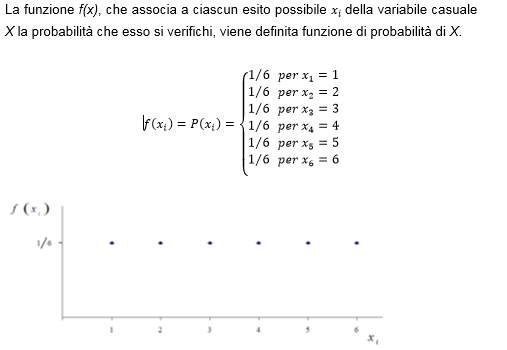 La funzione f(x), che associa a ciascun esito possibile xᵢ della variabile casuale
X la probabilità che esso si verifichi, viene definita funzione di probabilità di X.
1/6 per x₁ = 1
1/6 per x₂ = 2
1/6 per x₃ = 3
f(xᵢ) = P(xᵢ) = { 1/6 per x₄ = 4
1/6 per x₅ = 5
1/6 per x₆ = 6
f (xᵢ)
1/6
1 2 3 4 5 6
xᵢ